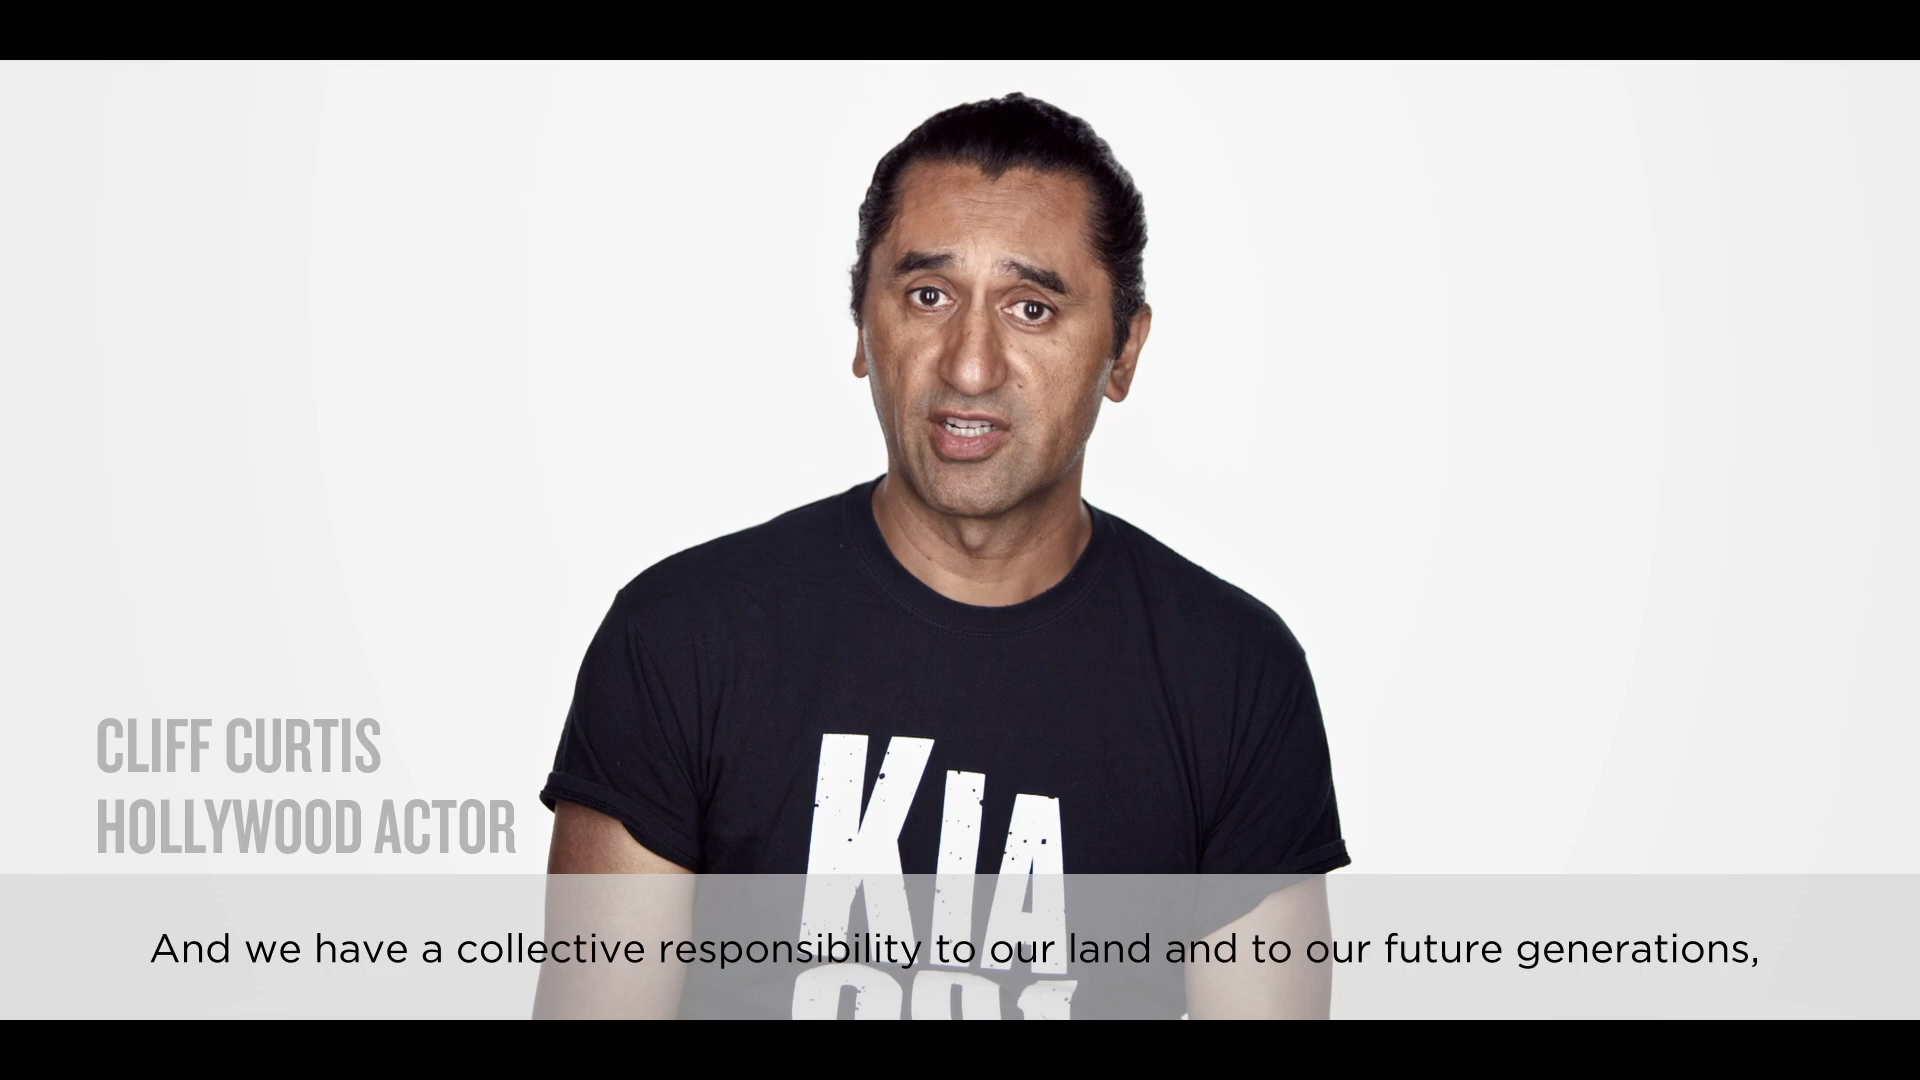 CLIFF CURTIS
HOLLYWOOD ACTOR
KIA
And we have a collective responsibility to our land and to our future generations,